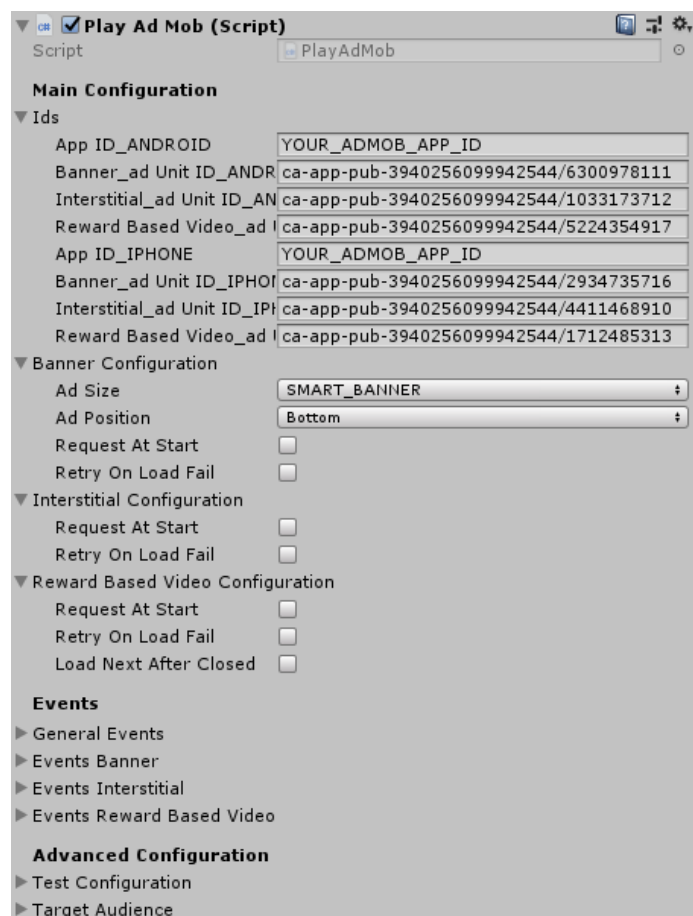 Play Ad Mob (Script)
Script PlayAdMob
Main Configuration
Ids
App ID_ANDROID YOUR_ADMOB_APP_ID
Banner_ad Unit ID_ANDR ca-app-pub-3940256099942544/6300978111
Interstitial_ad Unit ID_AN ca-app-pub-3940256099942544/1033173712
Reward Based Video_ad ca-app-pub-3940256099942544/5224354917
App ID_IPHONE YOUR_ADMOB_APP_ID
Banner_ad Unit ID_IPHO ca-app-pub-3940256099942544/2934735716
Interstitial_ad Unit ID_IPH ca-app-pub-3940256099942544/4411468910
Reward Based Video_ad ca-app-pub-3940256099942544/1712485313
Banner Configuration
Ad Size SMART_BANNER
Ad Position Bottom
Request At Start
Retry On Load Fail
Interstitial Configuration
Request At Start
Retry On Load Fail
Reward Based Video Configuration
Request At Start
Retry On Load Fail
Load Next After Closed
Events
General Events
Events Banner
Events Interstitial
Events Reward Based Video
Advanced Configuration
Test Configuration
Target Audience